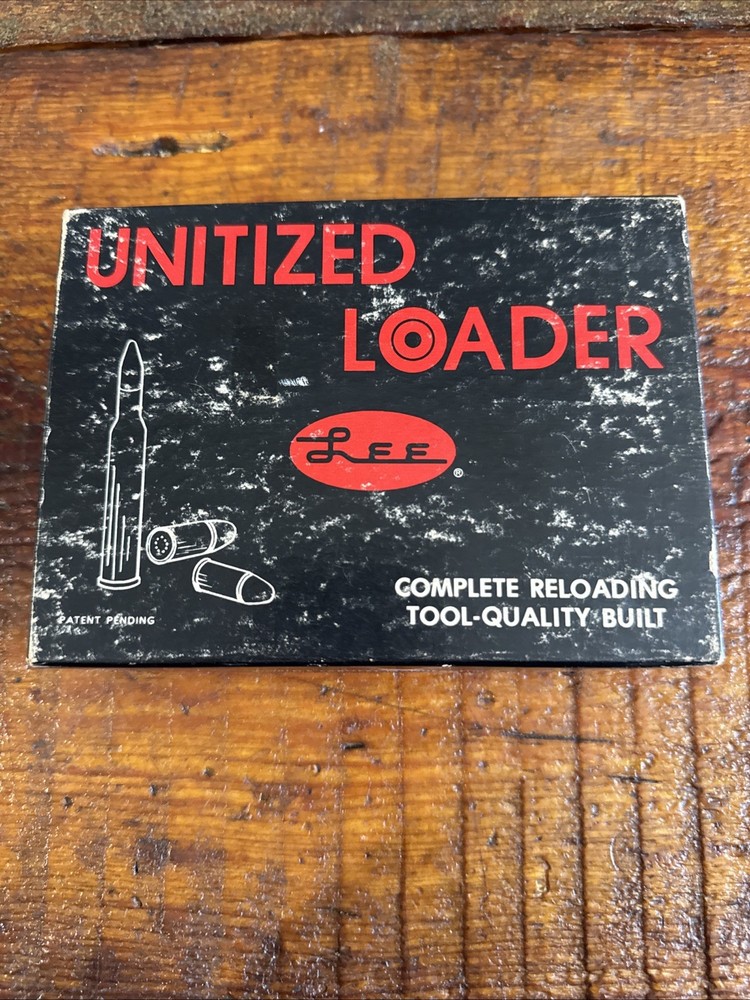 UNITIZED
LOADER
LEE
®
COMPLETE RELOADING
TOOL-QUALITY BUILT
PATENT PENDING